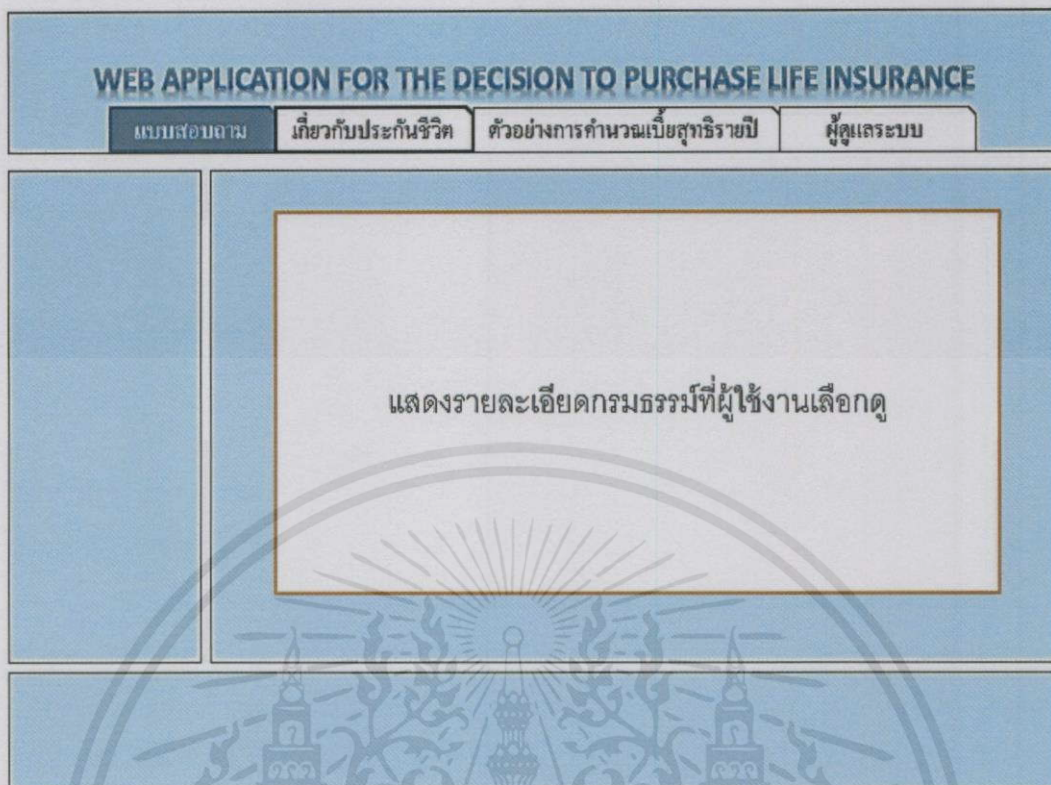 WEB APPLICATION FOR THE DECISION TO PURCHASE LIFE INSURANCE
แบบสอบถาม เกี่ยวกับประกันชีวิต ตัวอย่างการคำนวณเบี้ยสุทธิรายปี ผู้ดูแลระบบ
แสดงรายละเอียดกรมธรรม์ที่ผู้ใช้งานเลือกดู